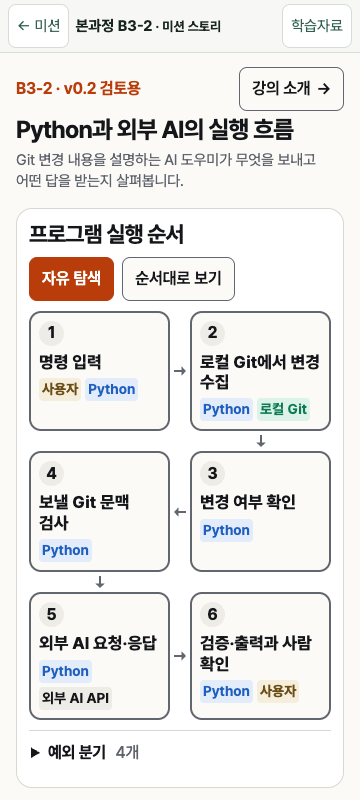 ← 미션 본과정 B3-2 · 미션 스토리 학습자료
B3-2 · v0.2 검토용 강의 소개 →
Python과 외부 AI의 실행 흐름
Git 변경 내용을 설명하는 AI 도우미가 무엇을 보내고
어떤 답을 받는지 살펴봅니다.
프로그램 실행 순서
자유 탐색 순서대로 보기
1
명령 입력
사용자 Python
→
2
로컬 Git에서 변경
수집
Python 로컬 Git
↓
3
변경 여부 확인
Python
←
4
보낼 Git 문맥
검사
Python
↓
5
외부 AI 요청·응답
Python
외부 AI API
→
6
검증·출력과 사람
확인
Python 사용자
▶ 예외 분기 4개